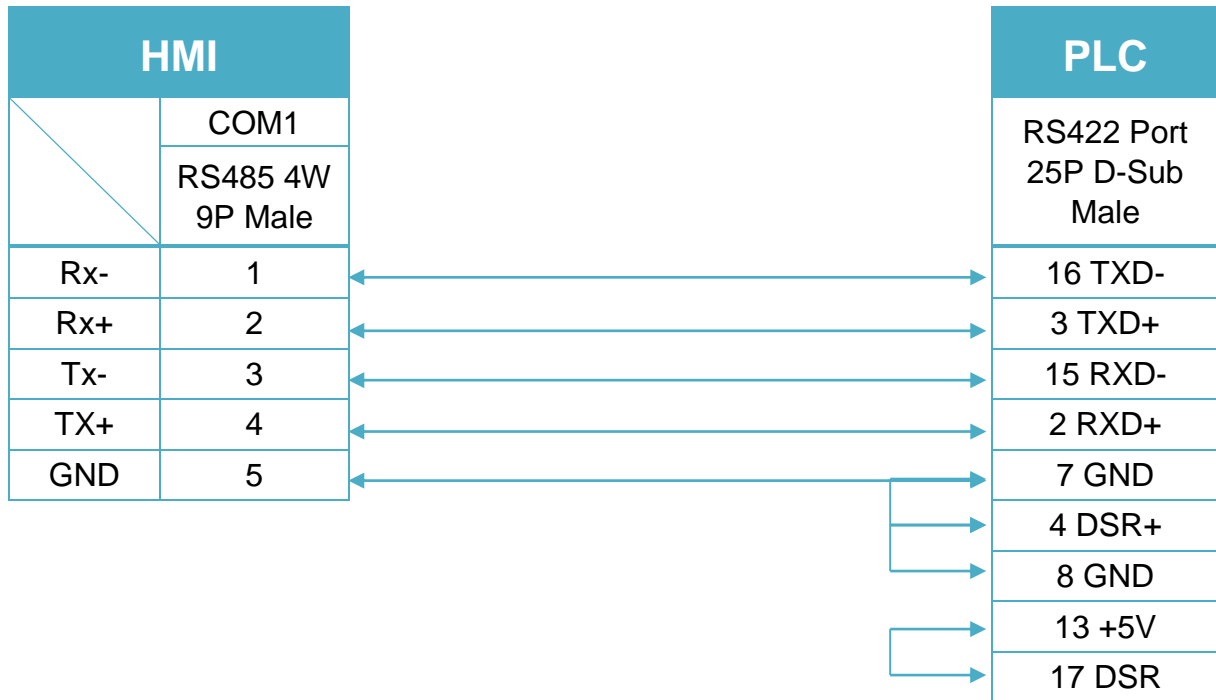 HMI
PLC
COM1
RS485 4W
9P Male
RS422 Port
25P D-Sub
Male
Rx- 1 16 TXD-
Rx+ 2 3 TXD+
Tx- 3 15 RXD-
TX+ 4 2 RXD+
GND 5 7 GND
4 DSR+
8 GND
13 +5V
17 DSR